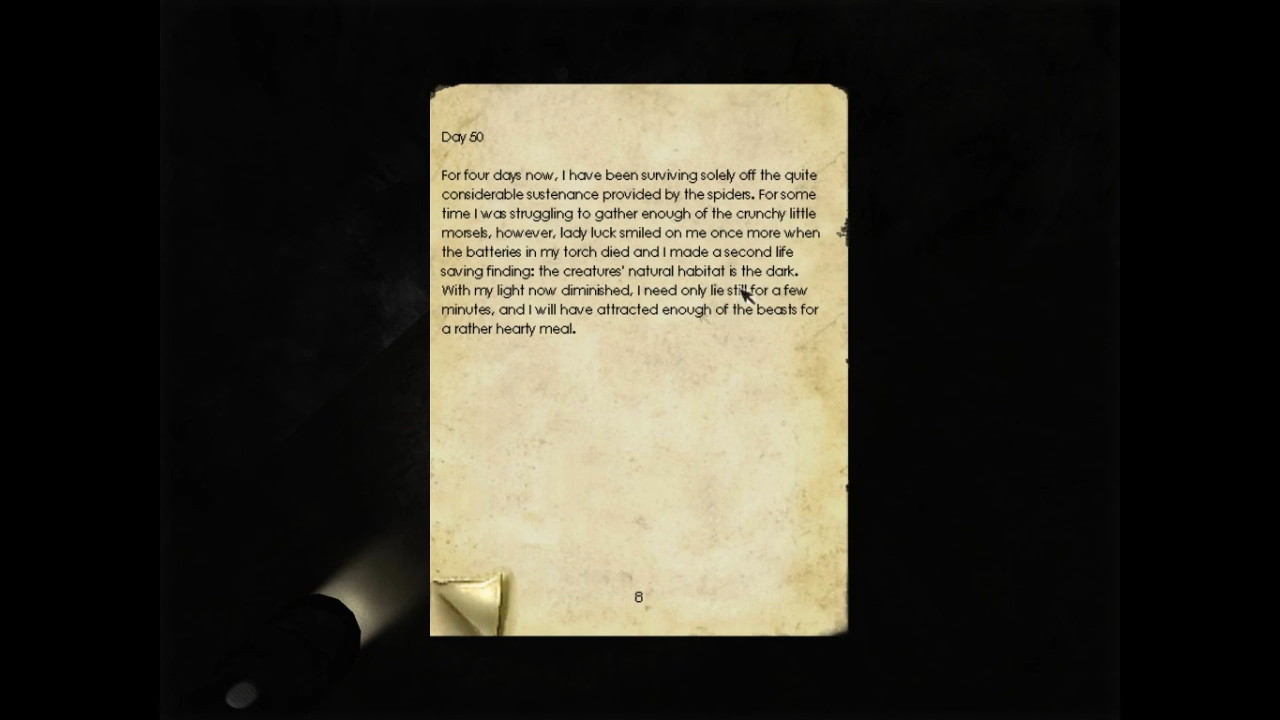 Day 50
For four days now, I have been surviving solely off the quite
considerable sustenance provided by the spiders. For some
time I was struggling to gather enough of the crunchy little
morsels, however, lady luck smiled on me once more when
the batteries in my torch died and I made a second life
saving finding: the creatures' natural habitat is the dark.
With my light now diminished, I need only lie still for a few
minutes, and I will have attracted enough of the beasts for
a rather hearty meal.
8